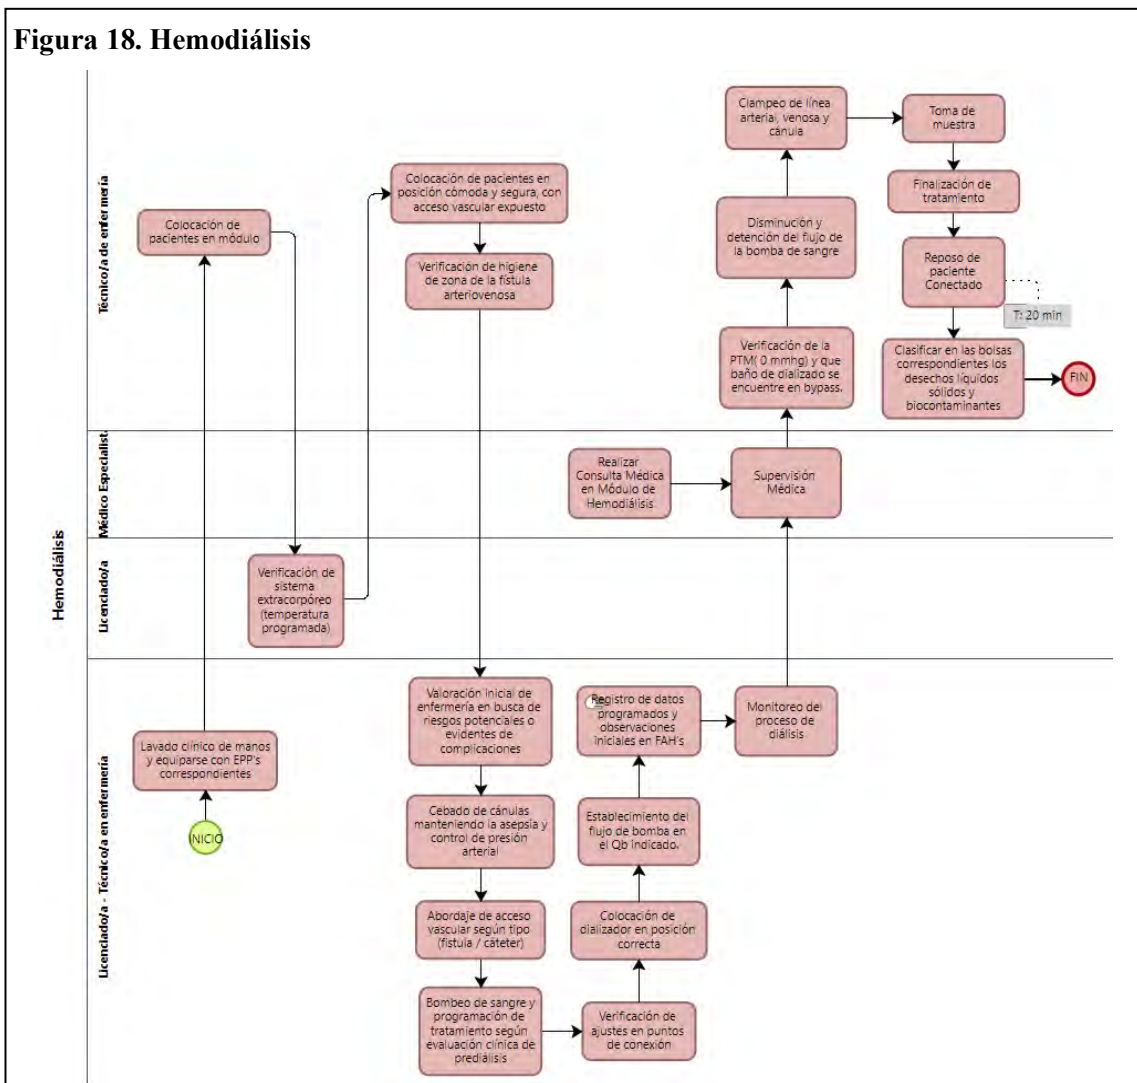 Figura 18. Hemodiálisis
Hemodiálisis
Técnico/a de enfermería
Colocación de
pacientes en módulo
Colocación de pacientes en
posición cómoda y segura, con
acceso vascular expuesto
Verificación de higiene
de zona de la fístula
arteriovenosa
Clampeo de línea
arterial, venosa y
cánula
Toma de
muestra
Disminución y
detención del flujo de
la bomba de sangre
Finalización de
tratamiento
Reposo de
paciente
Conectado
T: 20 min
Verificación de la
PTM( 0 mmhg) y que
baño de dializado se
encuentre en bypass.
Clasificar en las bolsas
correspondientes los
desechos líquidos
sólidos y
biocontaminantes
FIN
Médico Especialist.
Realizar
Consulta Médica
en Módulo de
Hemodiálisis
Supervisión
Médica
Licenciado/a
Verificación de
sistema
extracorpóreo
(temperatura
programada)
Licenciado/a - Técnico/a en enfermería
Lavado clínico de manos
y equiparse con EPP's
correspondientes
INICIO
Valoración inicial de
enfermería en busca de
riesgos potenciales o
evidentes de
complicaciones
Cebado de cánulas
manteniendo la asepsia y
control de presión
arterial
Abordaje de acceso
vascular según tipo
(fístula / cáteter)
Bombeo de sangre y
programación de
tratamiento según
evaluación clínica de
prediálisis
Verificación de
ajustes en puntos
de conexión
Colocación de
dializador en posición
correcta
Establecimiento del
flujo de bomba en
el Qb indicado.
Registro de datos
programados y
observaciones
iniciales en FAH's
Monitoreo del
proceso de
diálisis